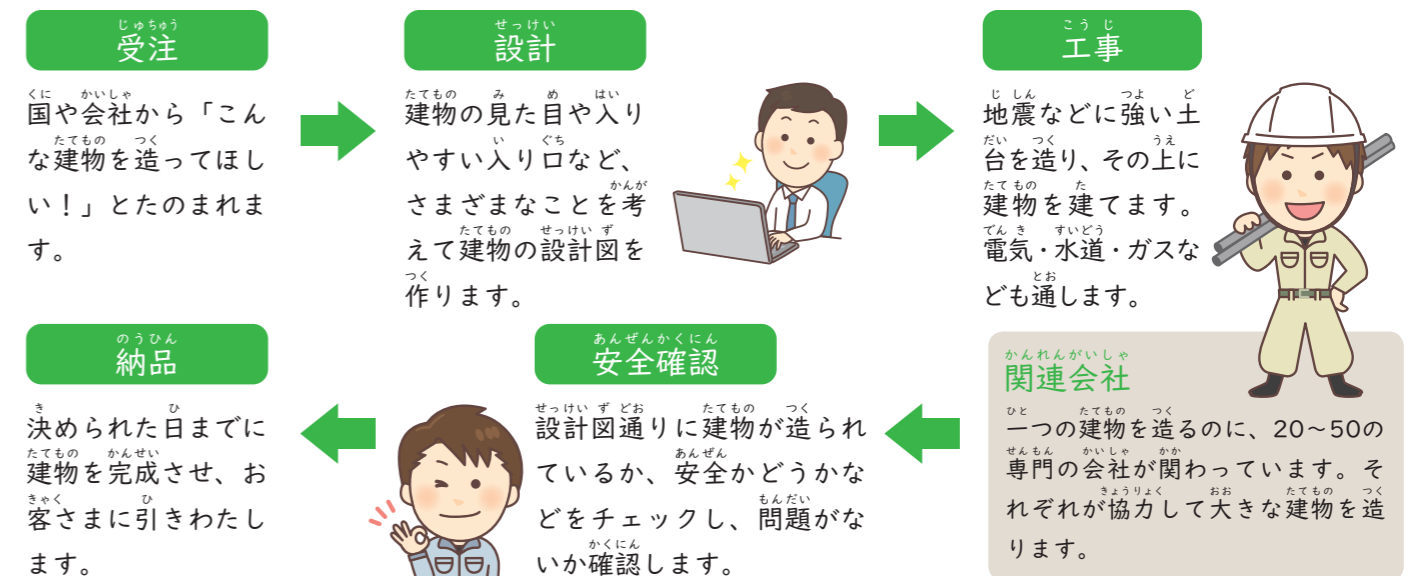 受注
国や会社から「こん
な建物を造ってほし
い！」とたのまれま
す。
設計
建物の見た目や入り
やすい入り口など、
さまざまなことを考
えて建物の設計図を
作ります。
工事
地震などに強い土
台を造り、その上に
建物を建てます。
電気・水道・ガスな
ども通します。
関連会社
一つの建物を造るのに、20〜50の
専門の会社が関わっています。そ
れぞれが協力して大きな建物を造
ります。
安全確認
設計図通りに建物が造られ
ているか、安全かどうかな
どをチェックし、問題がな
いか確認します。
納品
決められた日までに
建物を完成させ、お
客さまに引きわたし
ます。